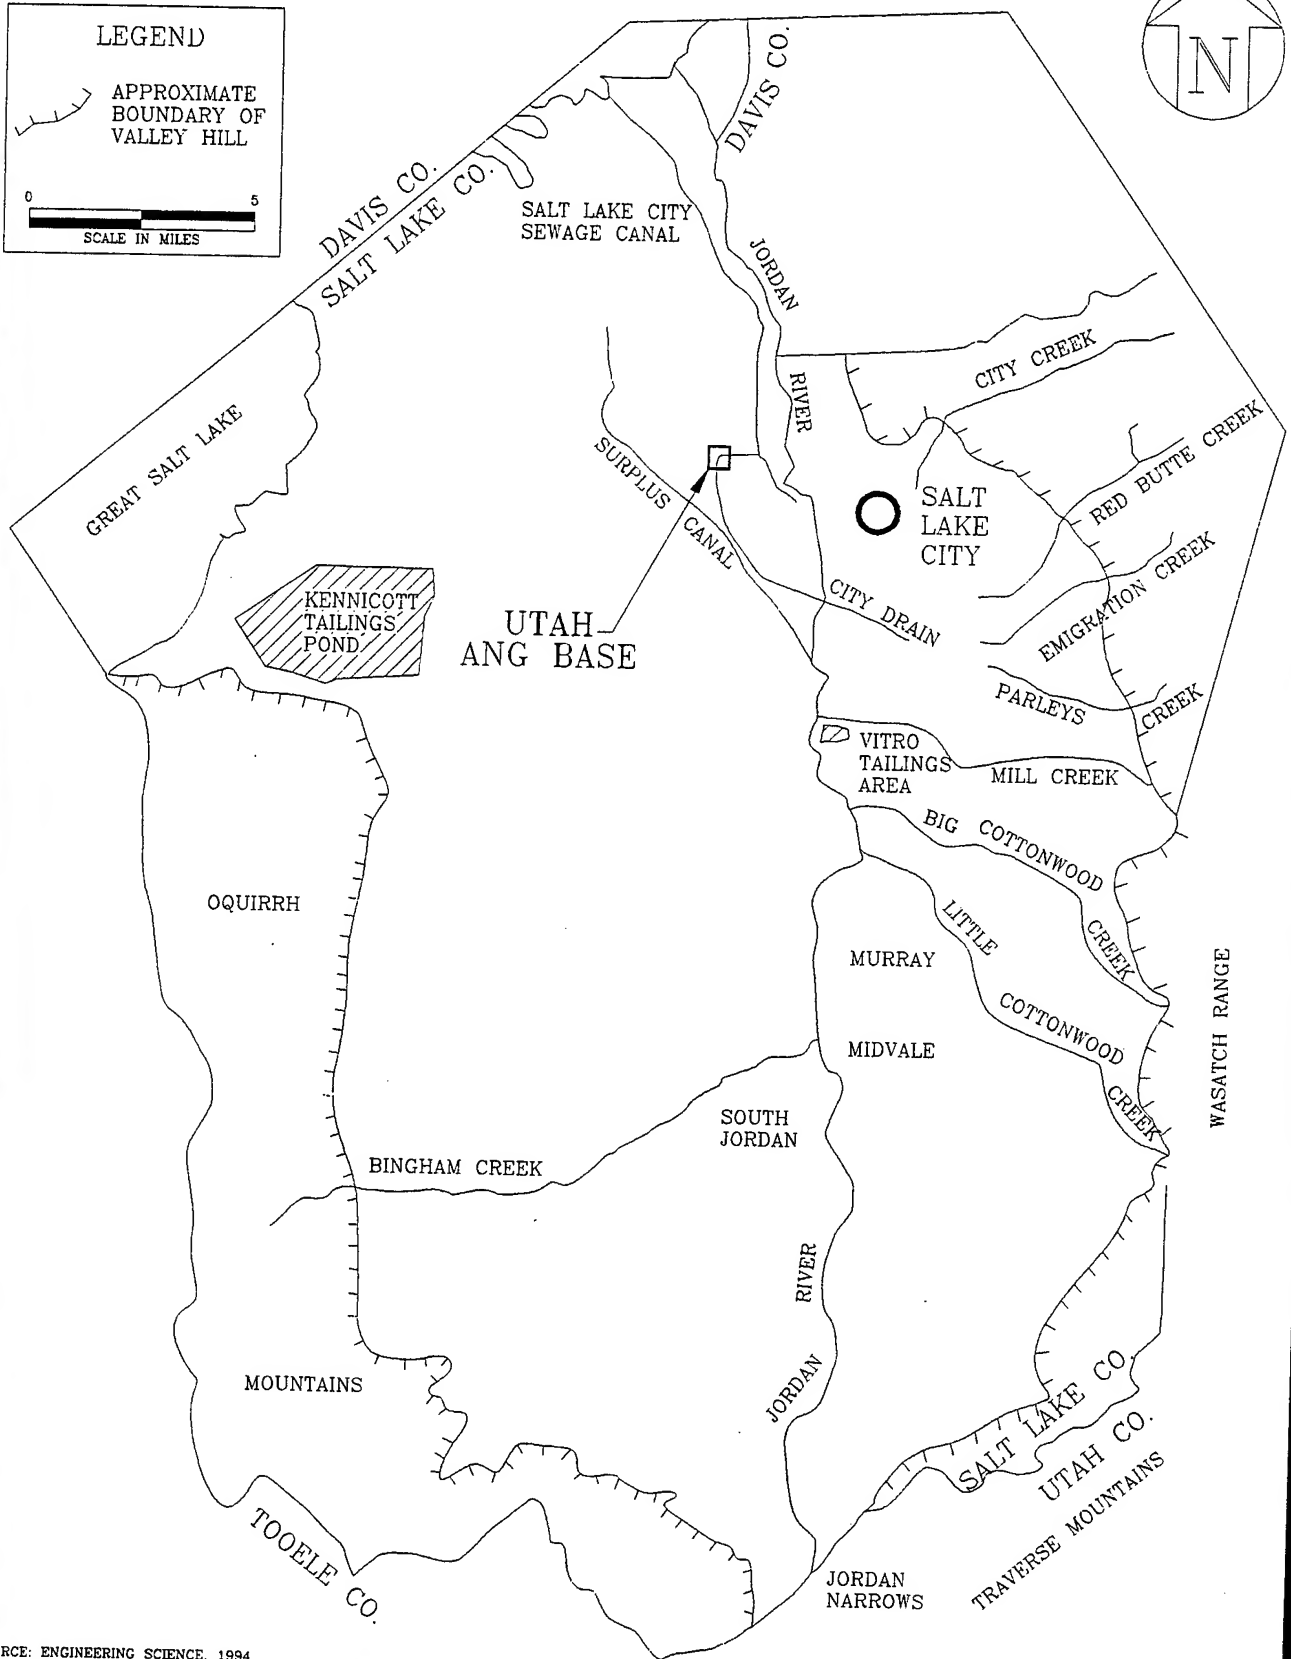 LEGEND
APPROXIMATE
BOUNDARY OF
VALLEY HILL
0 5
SCALE IN MILES
N
DAVIS CO.
DAVIS CO.
SALT LAKE CO.
SALT LAKE CITY
SEWAGE CANAL
JORDAN
RIVER
CITY CREEK
GREAT SALT LAKE
SURPLUS CANAL
RED BUTTE CREEK
SALT
LAKE
CITY
EMIGRATION CREEK
KENNICOTT
TAILINGS
POND
UTAH
ANG BASE
CITY DRAIN
PARLEYS CREEK
VITRO
TAILINGS
AREA
MILL CREEK
BIG COTTONWOOD
CREEK
OQUIRRH
LITTLE
COTTONWOOD
CREEK
MURRAY
WASATCH RANGE
MIDVALE
SOUTH
JORDAN
BINGHAM CREEK
RIVER
JORDAN
MOUNTAINS
SALT LAKE CO.
UTAH CO.
TRAVERSE MOUNTAINS
TOOELE CO.
JORDAN
NARROWS
RCE: ENGINEERING SCIENCE, 1994